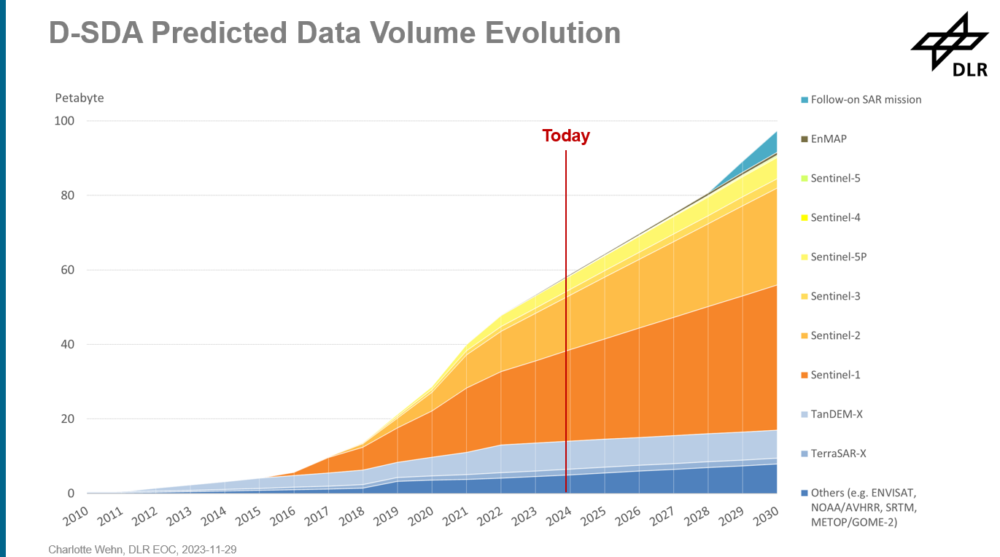 D-SDA Predicted Data Volume Evolution
DLR
Petabyte
100
80
60
40
20
0
Today
2010
2011
2012
2013
2014
2015
2016
2017
2018
2019
2020
2021
2022
2023
2024
2025
2026
2027
2028
2029
2030
Follow-on SAR mission
EnMAP
Sentinel-5
Sentinel-4
Sentinel-5P
Sentinel-3
Sentinel-2
Sentinel-1
TanDEM-X
TerraSAR-X
Others (e.g. ENVISAT,
NOAA/AVHRR, SRTM,
METOP/GOME-2)
Charlotte Wehn, DLR EOC, 2023-11-29